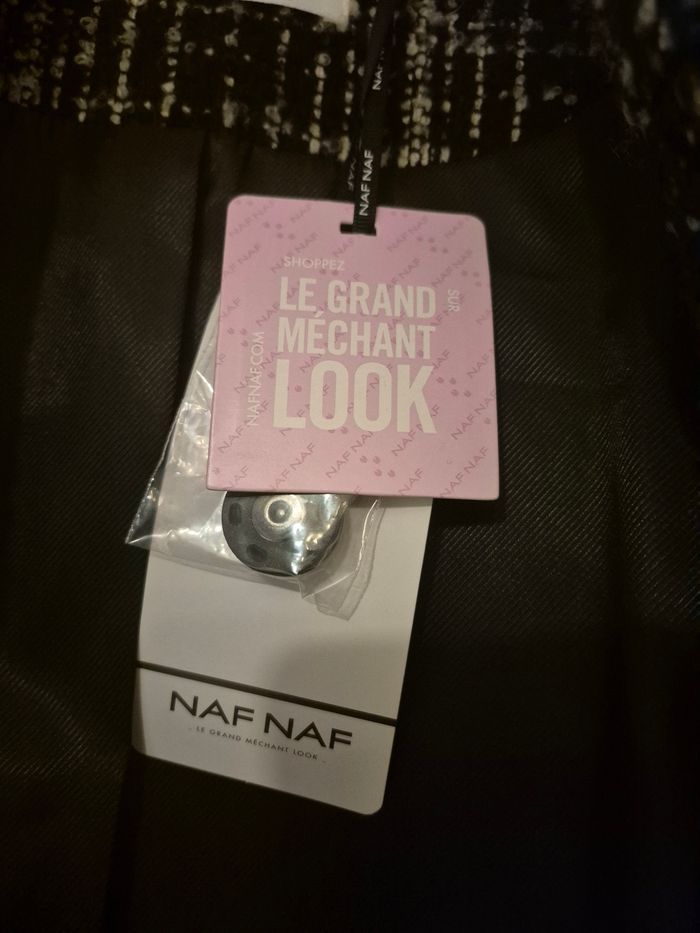 NAF NAF
NAF NAF
SHOPPEZ
LE GRAND
MÉCHANT
LOOK
SUR
NAFNAF.COM
NAF NAF
- LE GRAND MÉCHANT LOOK -